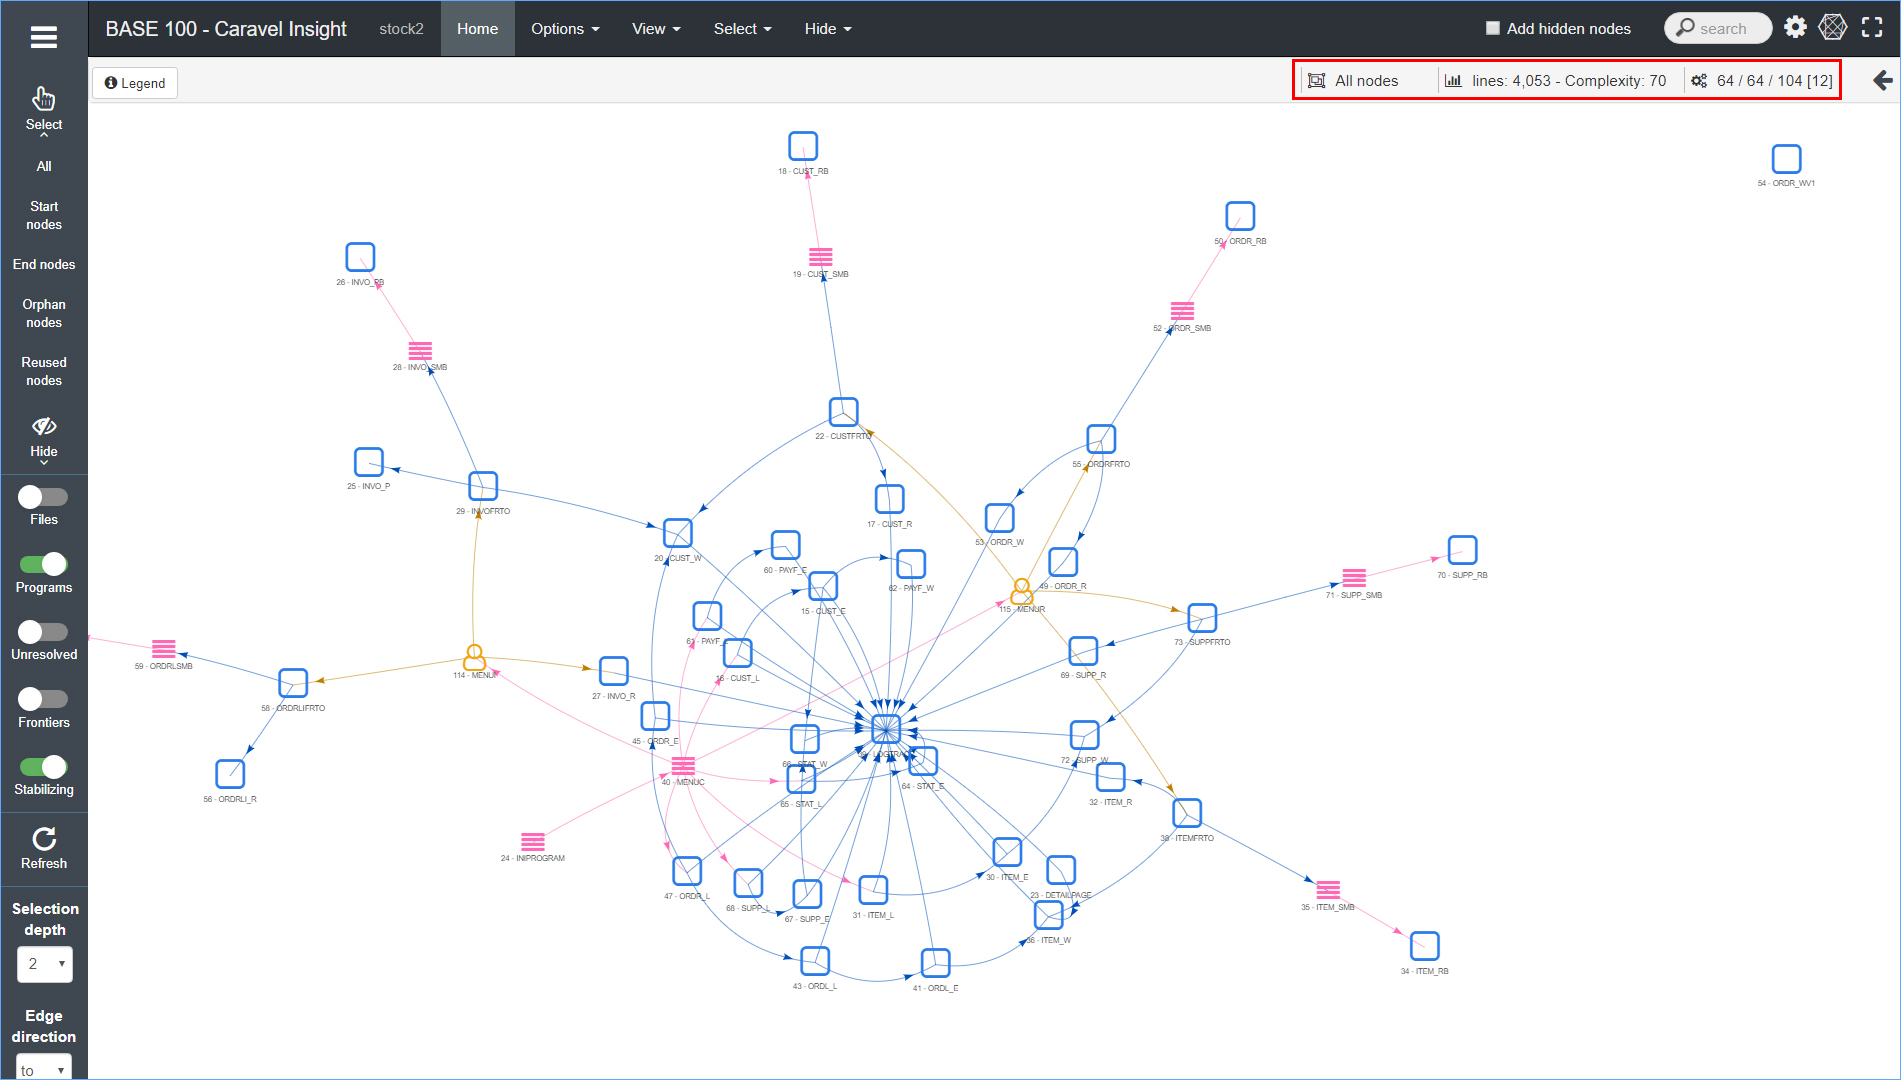 BASE 100 - Caravel Insight
stock2
Home
Options
View
Select
Hide
Add hidden nodes
search
Legend
All nodes
lines: 4,053 - Complexity: 70
64 / 64 / 104 [12]
Select
All
Start
nodes
End nodes
Orphan
nodes
Reused
nodes
Hide
Files
Programs
Unresolved
Frontiers
Stabilizing
Refresh
Selection
depth
2
Edge
direction
to
18 - CUST_RB
54 - ORDR_WV1
50 - ORDR_RB
19 - CUST_SMB
26 - INVO_RB
52 - ORDR_SMB
28 - INVO_SMB
22 - CUSTFRTO
55 - ORDRFRTO
25 - INVO_P
29 - INVOFRTO
17 - CUST_R
53 - ORDR_W
20 - CUST_W
60 - PAYF_E
62 - PAYF_W
49 - ORDR_R
70 - SUPP_RB
71 - SUPP_SMB
15 - CUST_E
115 - MENUR
61 - PAYF_L
73 - SUPPFRTO
59 - ORDRLSMB
114 - MENUF
16 - CUST_L
69 - SUPP_R
27 - INVO_R
58 - ORDRLIFRTO
45 - ORDR_E
66 - STAT_W
72 - SUPP_W
40 - MENUC
64 - STAT_E
56 - ORDRLI_R
65 - STAT_L
32 - ITEM_R
38 - ITEMFRTO
24 - INIPROGRAM
30 - ITEM_E
23 - DETAILPAGE
47 - ORDR_L
68 - SUPP_L
67 - SUPP_E
31 - ITEM_L
35 - ITEM_SMB
36 - ITEM_W
34 - ITEM_RB
43 - ORDL_L
41 - ORDL_E